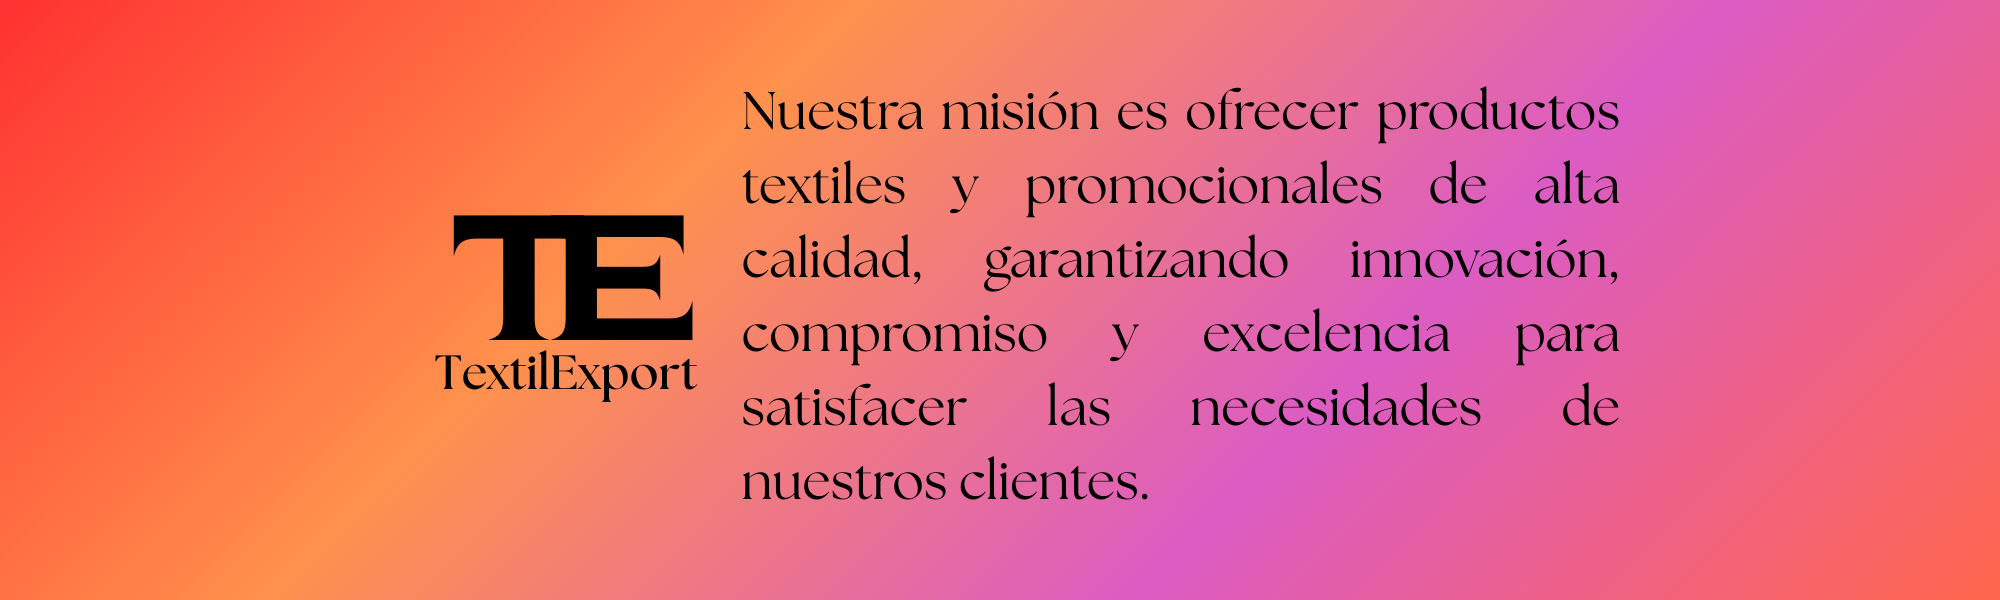 TE
TextilExport
Nuestra misión es ofrecer productos
textiles y promocionales de alta
calidad, garantizando innovación,
compromiso y excelencia para
satisfacer las necesidades de
nuestros clientes.